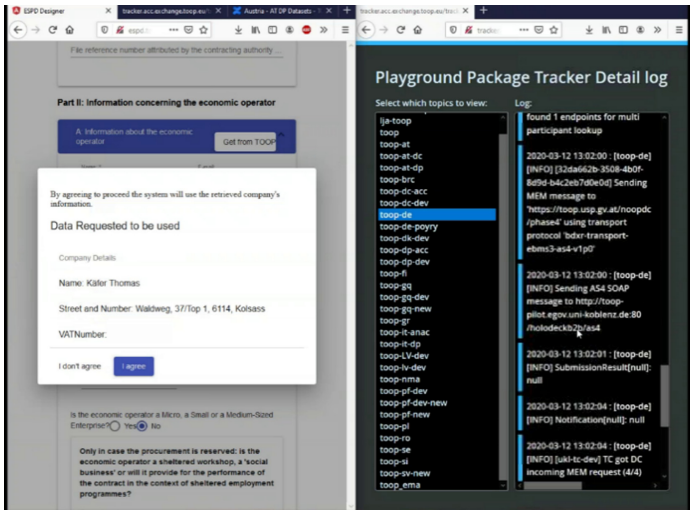 ESPD Designer
tracker.acc.exchange.toop.eu/t
Austria - AT DP Datasets - T
tracker.acc.exchange.toop.eu/trac
espd.t
tracker
File reference number attributed by the contracting authority ...
Part II: Information concerning the economic operator
A: Information about the economic
operator
Get from TOOP
By agreeing to proceed the system will use the retrieved company's
information.
Data Requested to be used
Company Details
Name: Käfer Thomas
Street and Number: Waldweg, 37/Top 1, 6114, Kolsass
VATNumber:
I don't agree
I agree
Is the economic operator a Micro, a Small or a Medium-Sized
Enterprise?
Yes
No
Only in case the procurement is reserved: is the
economic operator a sheltered workshop, a 'social
business' or will it provide for the performance of
the contract in the context of sheltered employment
programmes?
Playground Package Tracker Detail log
Select which topics to view:
lja-toop
toop
toop-at
toop-at-dc
toop-at-dp
toop-brc
toop-dc-acc
toop-dc-dev
toop-de
toop-de-poyry
toop-dk-dev
toop-dp-acc
toop-dp-dev
toop-fi
toop-gq
toop-gq-dev
toop-gq-new
toop-gr
toop-it-anac
toop-it-dp
toop-LV-dev
toop-lv-dev
toop-nma
toop-pf-dev
toop-pf-dev-new
toop-pf-new
toop-pl
toop-ro
toop-se
toop-si
toop-sv-new
toop_ema
Log:
found 1 endpoints for multi
participant lookup
2020-03-12 13:02:00 : [toop-de]
[INFO] [32da662b-3508-4b0f-
8d9d-b4c2eb7d0e0d] Sending
MEM message to
'https://toop.usp.gv.at/noopdc
/phase4' using transport
protocol 'bdxr-transport-
ebms3-as4-v1p0'
2020-03-12 13:02:00 : [toop-de]
[INFO] Sending AS4 SOAP
message to http://toop-
pilot.egov.uni-koblenz.de:80
/holodeckb2b/as4
2020-03-12 13:02:01 : [toop-de]
[INFO] SubmissionResult[null]:
null
2020-03-12 13:02:04 : [toop-de]
[INFO] Notification[null]: null
2020-03-12 13:02:04 : [toop-de]
[INFO] [ukl-tc-dev] TC got DC
incoming MEM request (4/4)